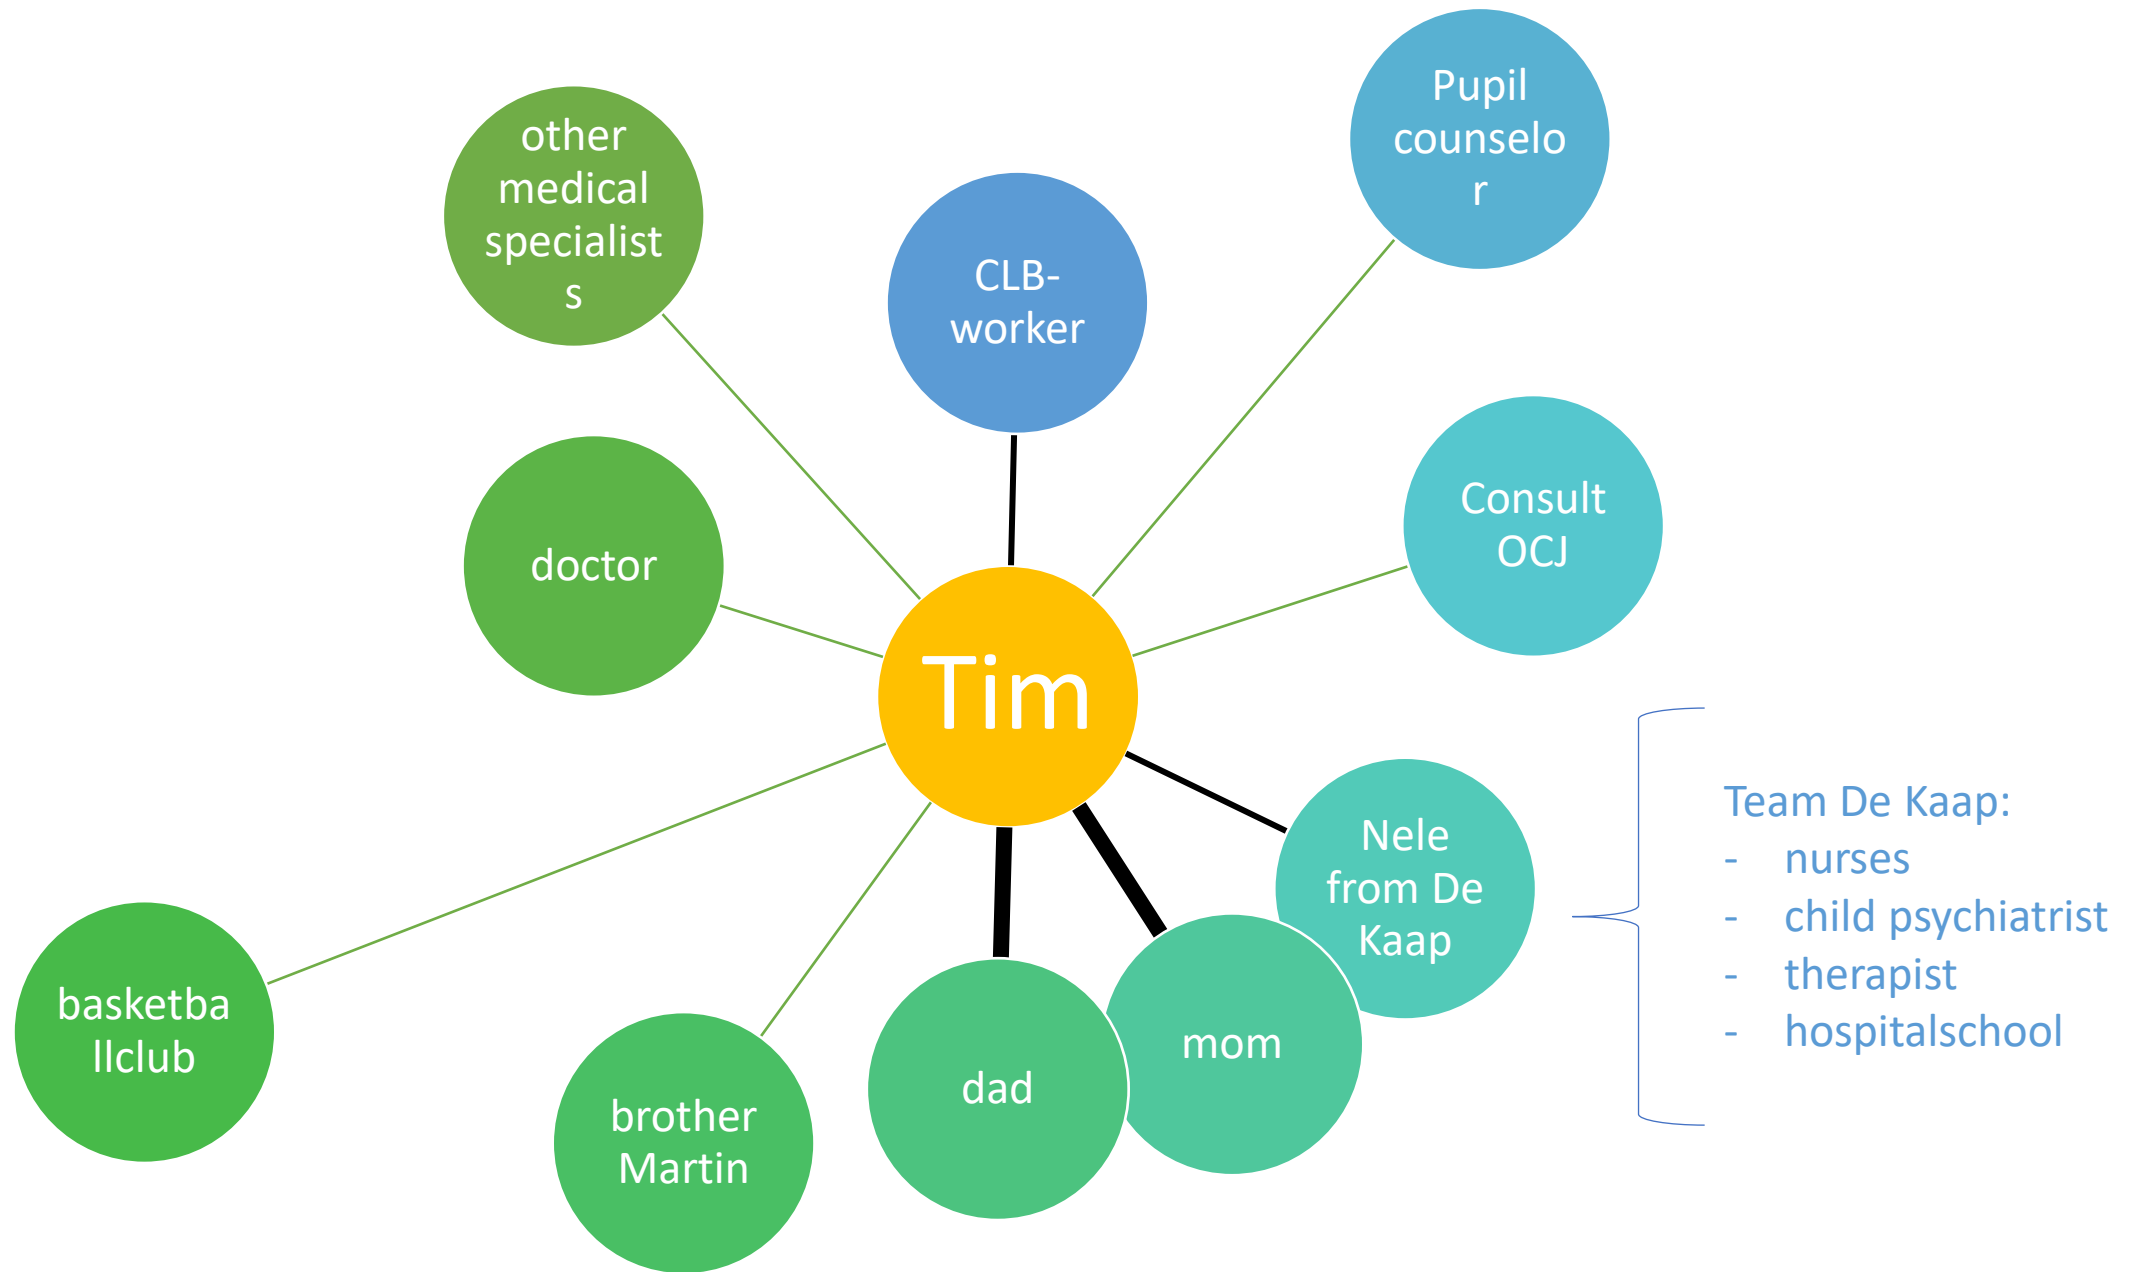 Pupil
counselo
r
other
medical
specialist
s
CLB-
worker
Consult
OCJ
doctor
Tim
Nele
from De
Kaap
Team De Kaap:
- nurses
- child psychiatrist
- therapist
- hospitalschool
mom
dad
basketba
llclub
brother
Martin